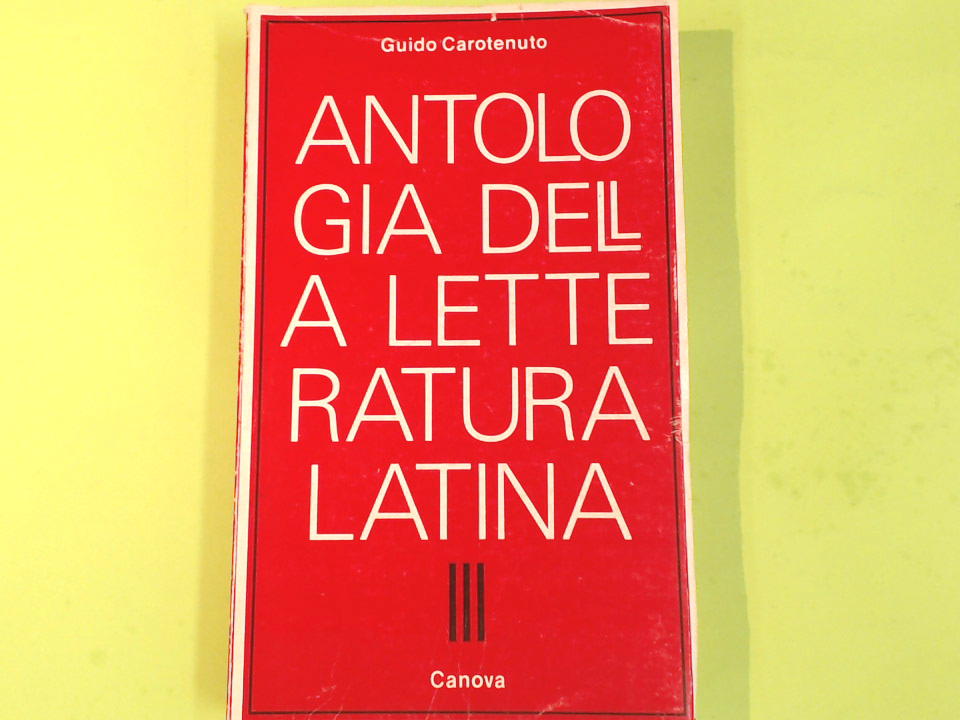 Guido Carotenuto
ANTOLO
GIA DELL
A LETTE
RATURA
LATINA
III
Canova